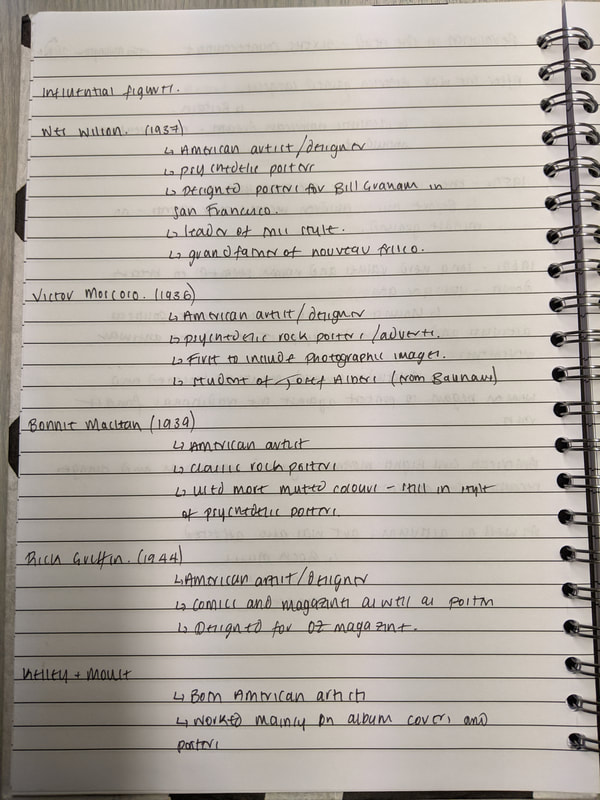 Influential figures.
Wes Wilson. (1937)
↳ American artist/designer
↳ psychedelic posters
↳ Designed posters for Bill Graham in
San Francisco.
↳ leader of this style.
↳ grandfather of nouveau frisco.
Victor Moscoso. (1936)
↳ American artist/designer
↳ psychedelic rock posters/adverts.
↳ First to include photographic images.
↳ student of Josef Albers (from Bauhaus)
Bonnie Maclean (1939)
↳ American artist
↳ classic rock posters
↳ used more muted colours - still in style
of psychedelic posters.
Rick Griffin. (1944)
↳ American artist/designer
↳ comics and magazines as well as posters
↳ Designed for OZ magazine.
Kelley + Mouse
↳ Both American artists
↳ worked mainly on album covers and
posters